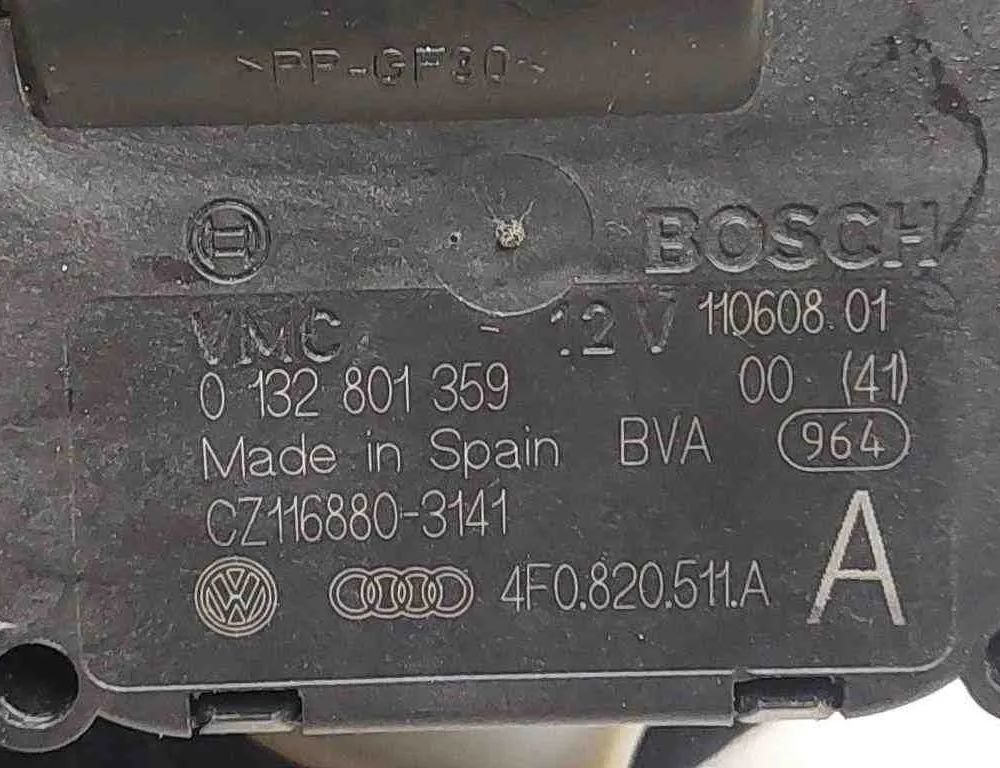 >PP-GF30<
BOSCH
VMC - 12V 110608.01
0 132 801 359 00 (41)
Made in Spain BVA 964
CZ116880-3141
4F0.820.511.A A